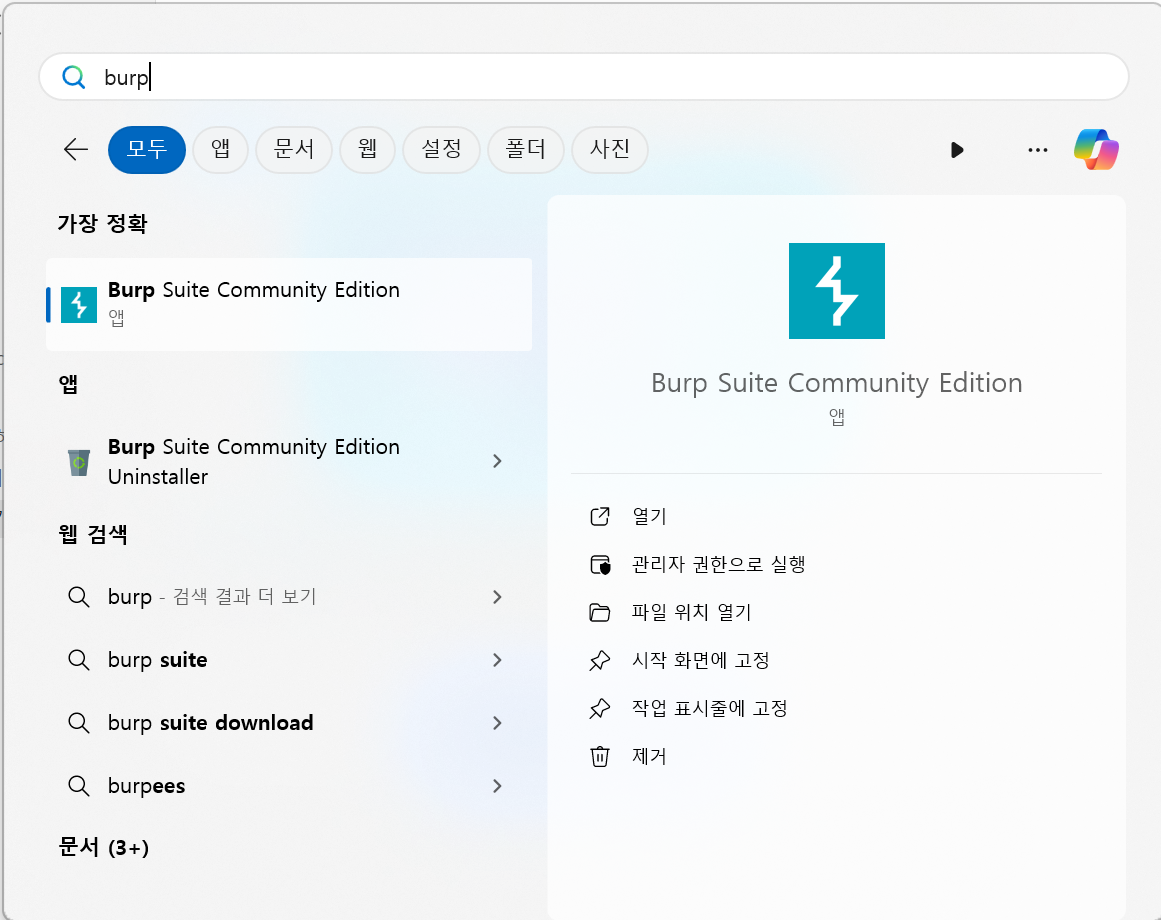 burp
모두 앱 문서 웹 설정 폴더 사진
가장 정확
Burp Suite Community Edition
앱
앱
Burp Suite Community Edition
Uninstaller
웹 검색
burp - 검색 결과 더 보기
burp suite
burp suite download
burpees
문서 (3+)
Burp Suite Community Edition
앱
열기
관리자 권한으로 실행
파일 위치 열기
시작 화면에 고정
작업 표시줄에 고정
제거